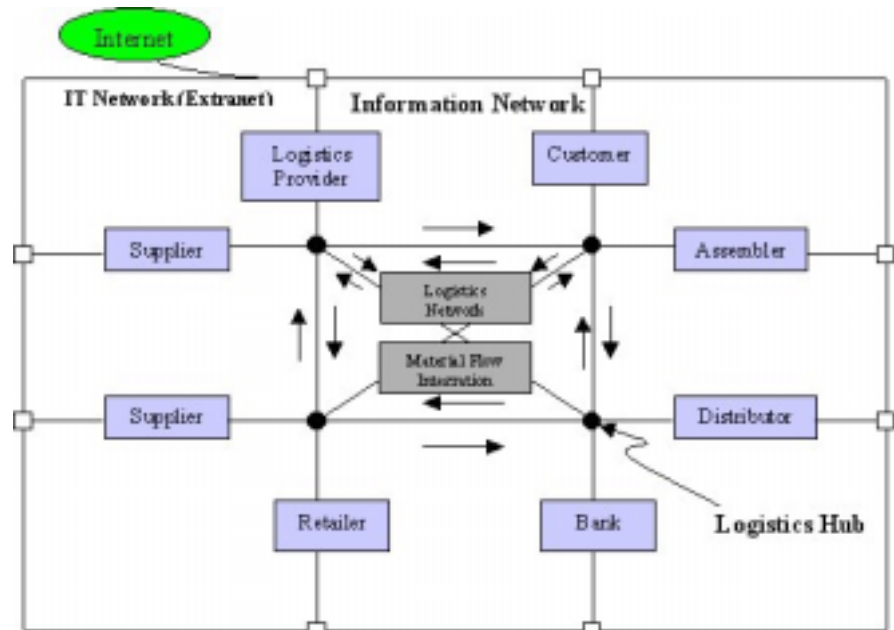 Internet
IT Network (Extranet)
Information Network
Logistics
Provider
Customer
Supplier
Assembler
Logistics
Network
Material Flow
Supplier
Distributor
Retailer
Bank
Logistics Hub